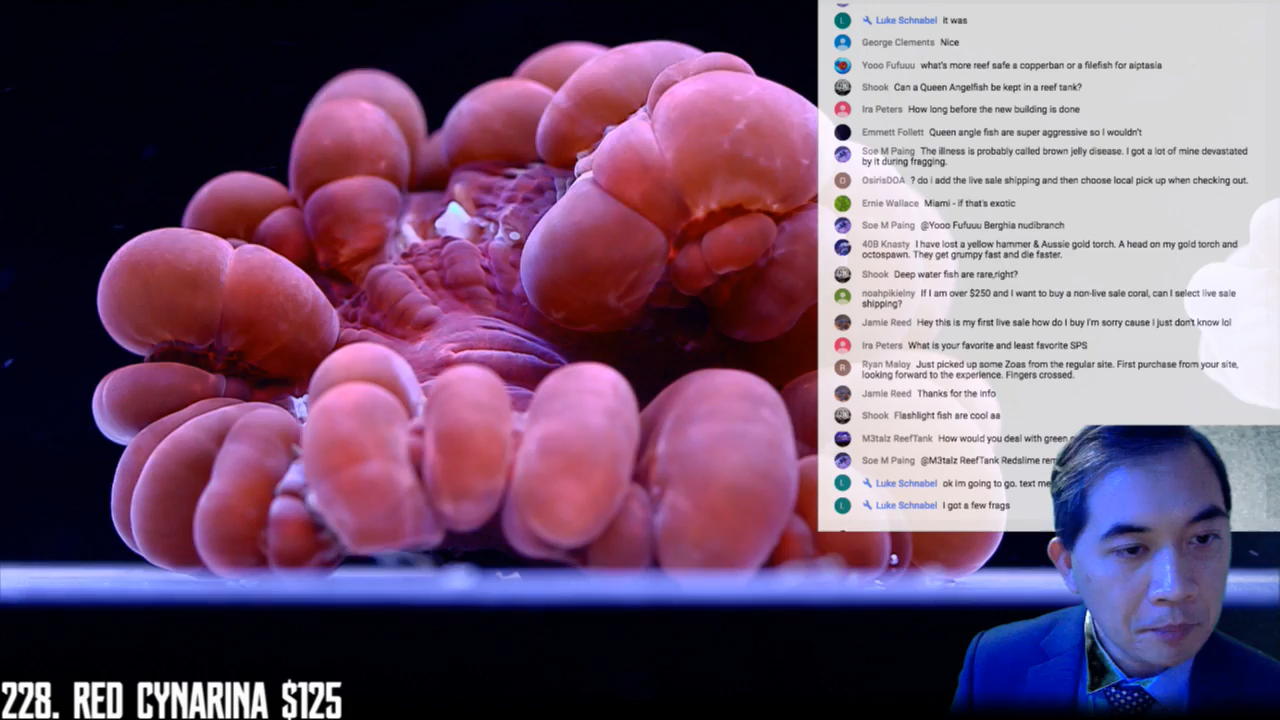 Luke Schnabel it was
George Clements Nice
Yooo Fufuuu what's more reef safe a copperban or a filefish for aiptasia
Shook Can a Queen Angelfish be kept in a reef tank?
Ira Peters How long before the new building is done
Emmett Follett Queen angle fish are super aggressive so I wouldn't
Soe M Paing The illness is probably called brown jelly disease. I got a lot of mine devastated
by it during fragging.
OsirisDOA ? do i add the live sale shipping and then choose local pick up when checking out.
Ernie Wallace Miami - if that's exotic
Soe M Paing @Yooo Fufuuu Berghia nudibranch
40B Knasty I have lost a yellow hammer & Aussie gold torch. A head on my gold torch and
octospawn. They get grumpy fast and die faster.
Shook Deep water fish are rare,right?
noahpikielny If I am over $250 and I want to buy a non-live sale coral, can I select live sale
shipping?
Jamie Reed Hey this is my first live sale how do I buy I'm sorry cause I just don't know lol
Ira Peters What is your favorite and least favorite SPS
Ryan Maloy Just picked up some Zoas from the regular site. First purchase from your site,
looking forward to the experience. Fingers crossed.
Jamie Reed Thanks for the info
Shook Flashlight fish are cool aa
M3talz ReefTank How would you deal with green
Soe M Paing @M3talz ReefTank Redslime
Luke Schnabel ok im going to go. text me
Luke Schnabel I got a few frags
228. RED CYNARINA $125